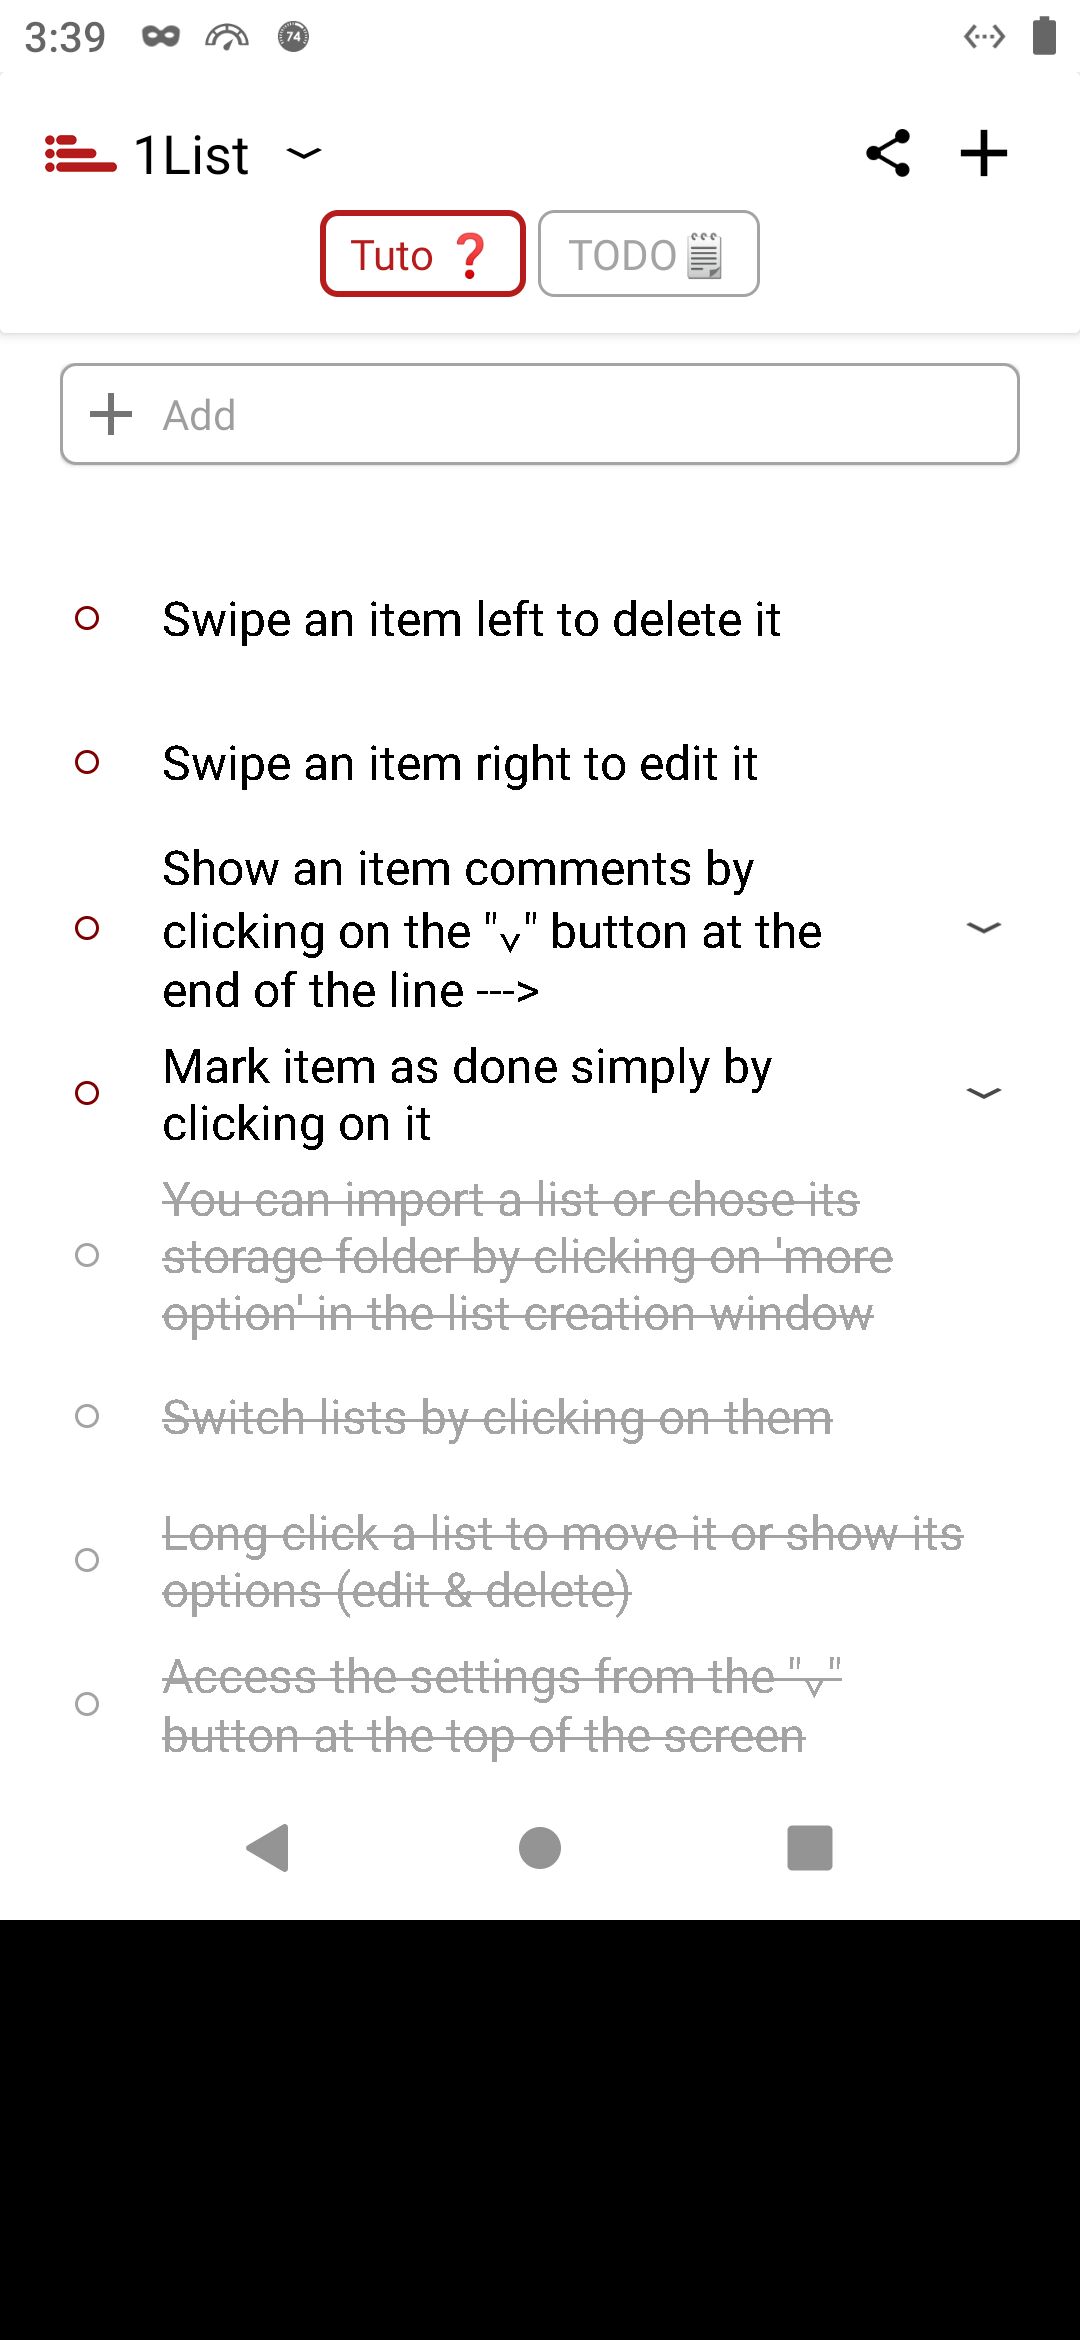 3:39
74
1List
Tuto ❓
TODO
Add
Swipe an item left to delete it
Swipe an item right to edit it
Show an item comments by
clicking on the "˅" button at the
end of the line --->
Mark item as done simply by
clicking on it
You can import a list or chose its
storage folder by clicking on 'more
option' in the list creation window
Switch lists by clicking on them
Long click a list to move it or show its
options (edit & delete)
Access the settings from the "˅"
button at the top of the screen